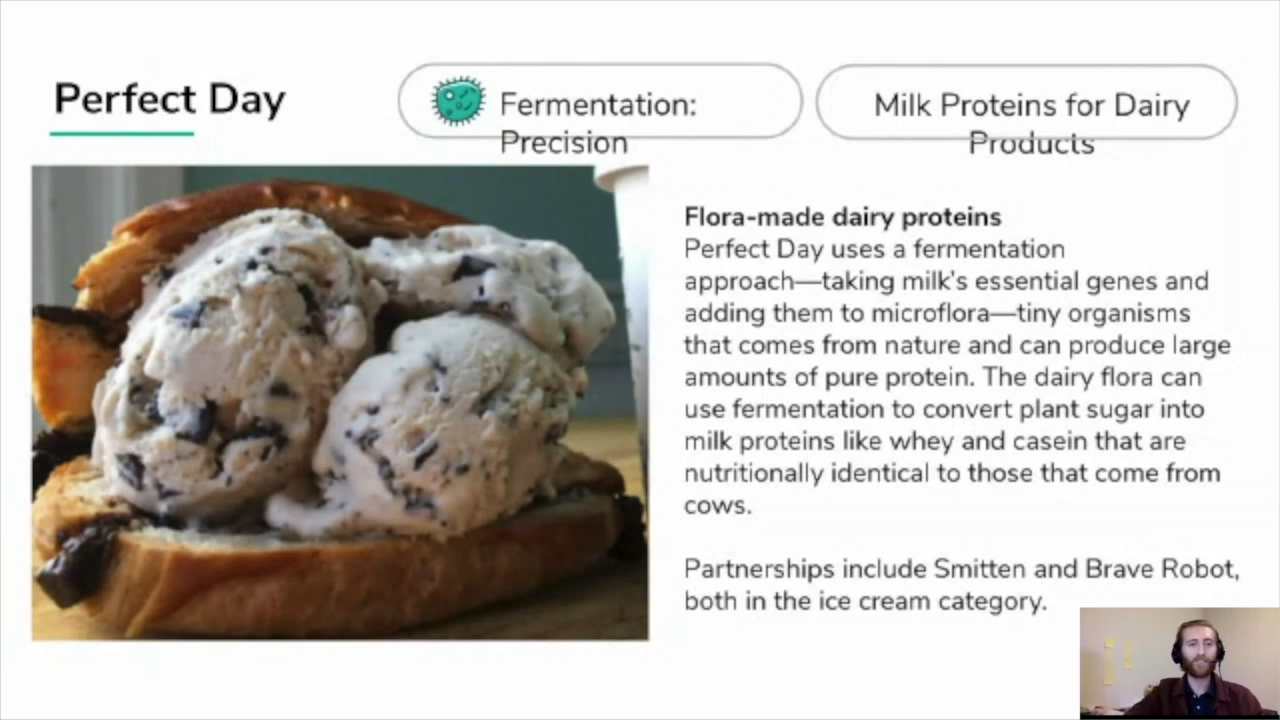 Perfect Day
Fermentation:
Precision
Milk Proteins for Dairy
Products
Flora-made dairy proteins
Perfect Day uses a fermentation
approach—taking milk's essential genes and
adding them to microflora—tiny organisms
that comes from nature and can produce large
amounts of pure protein. The dairy flora can
use fermentation to convert plant sugar into
milk proteins like whey and casein that are
nutritionally identical to those that come from
cows.
Partnerships include Smitten and Brave Robot,
both in the ice cream category.